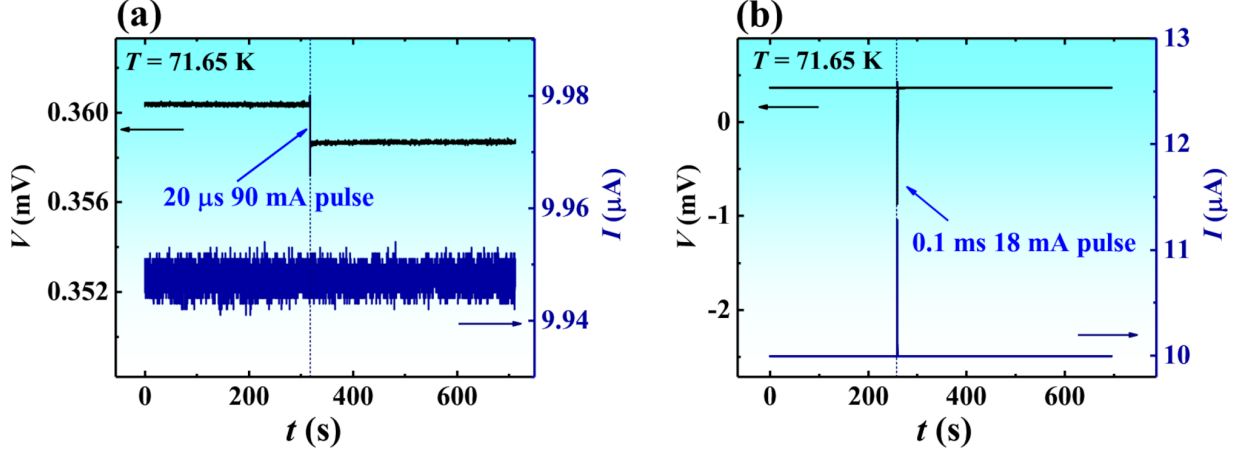 (a)
T = 71.65 K
0.360
0.356
0.352
V (mV)
20 μs 90 mA pulse
9.98
9.96
9.94
I (μA)
0
200
400
600
t (s)
(b)
T = 71.65 K
0
-1
-2
V (mV)
0.1 ms 18 mA pulse
13
12
11
10
I (μA)
0
200
400
600
t (s)